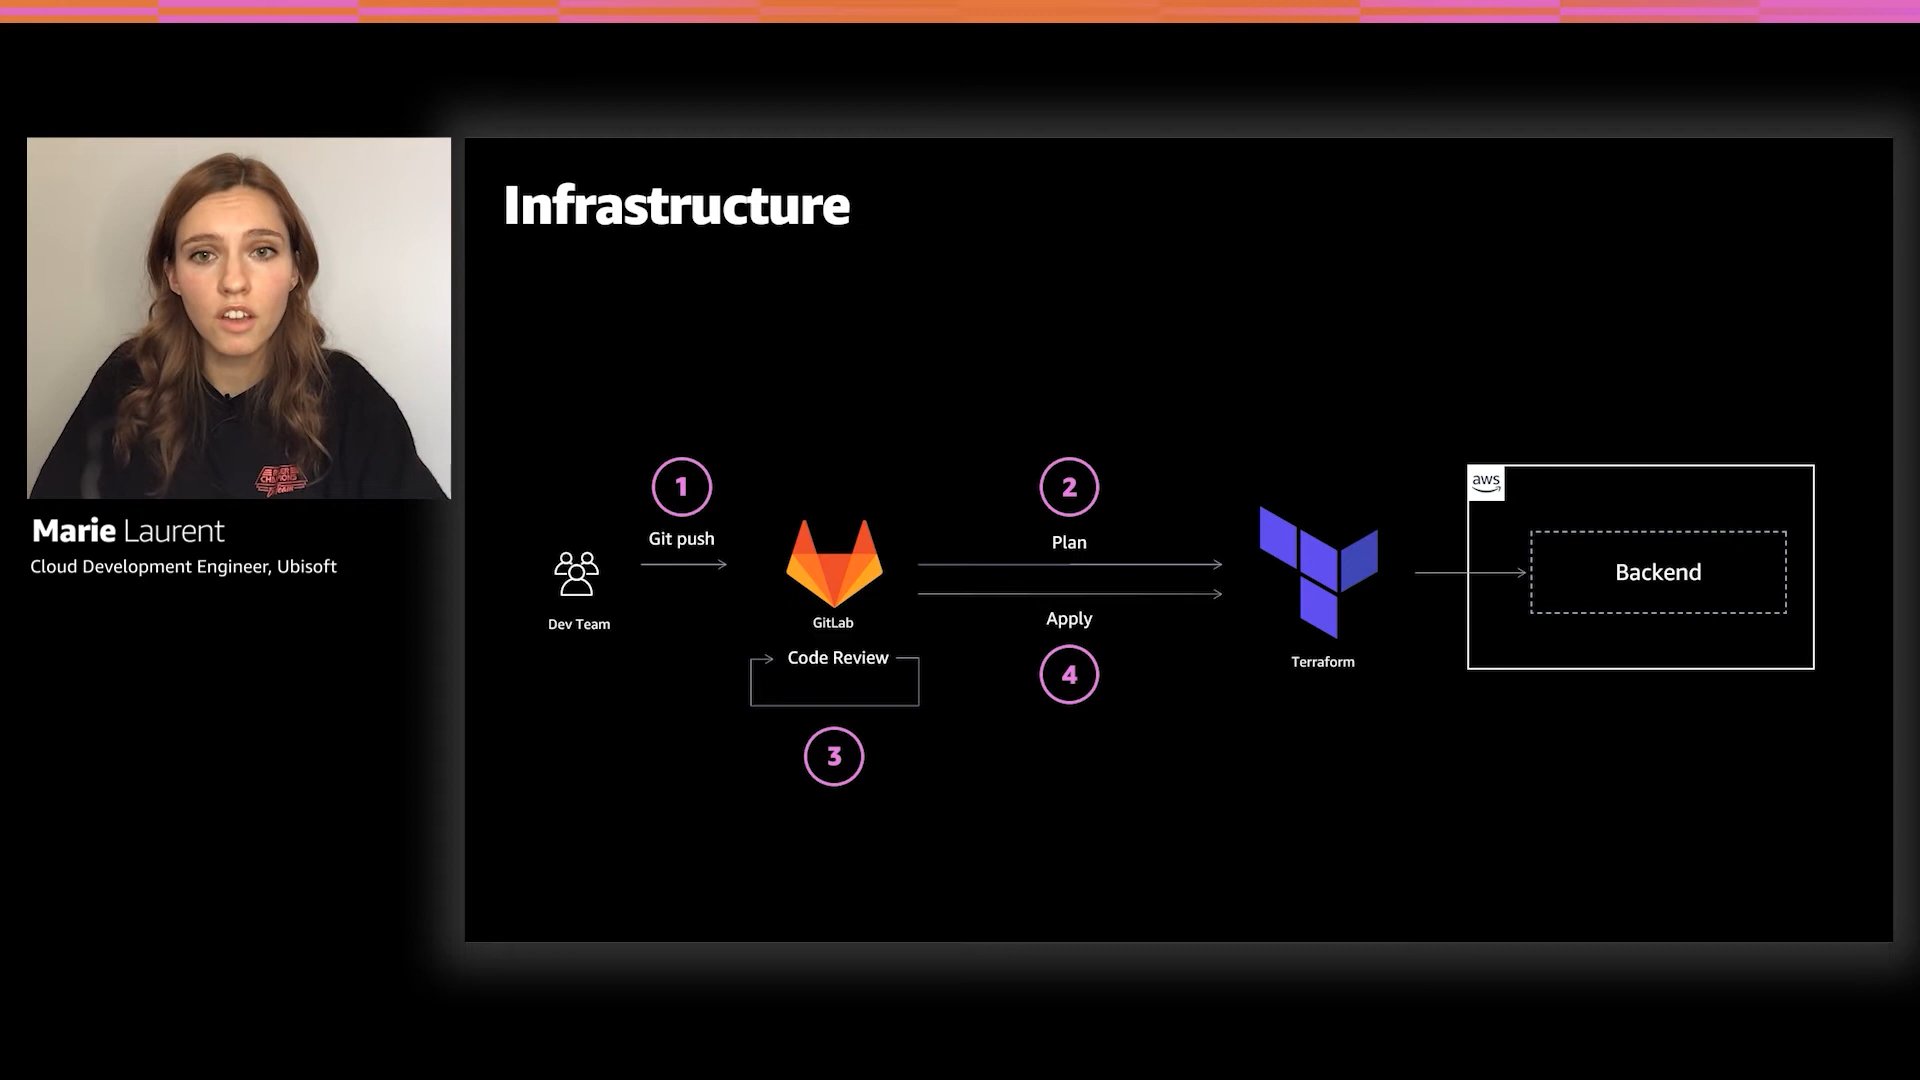 Infrastructure
Marie Laurent
Cloud Development Engineer, Ubisoft
1
Git push
Dev Team
GitLab
Code Review
3
2
Plan
Apply
4
Terraform
aws
Backend